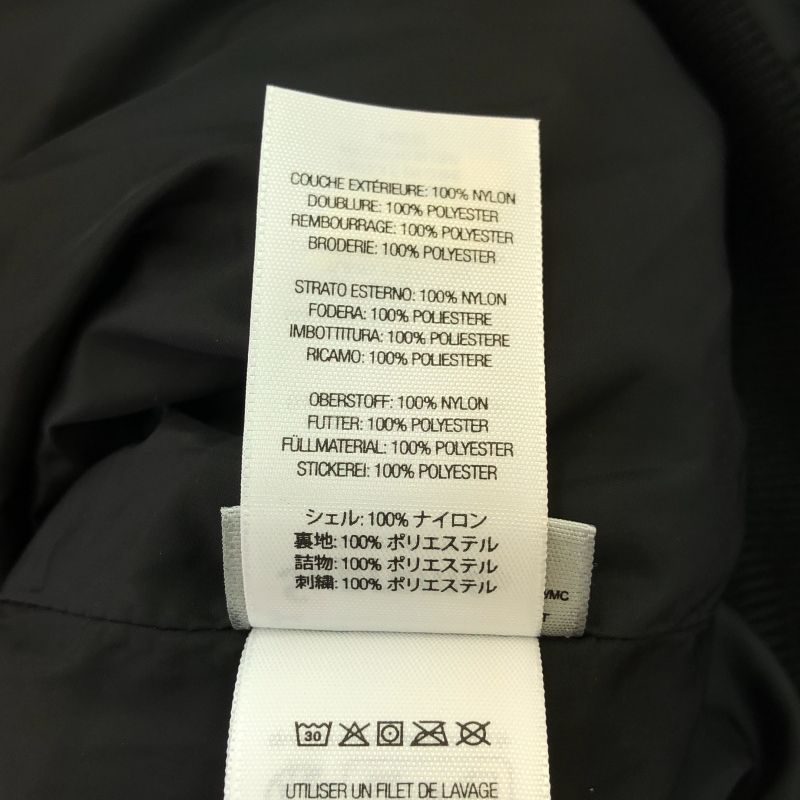 COUCHE EXTÉRIEURE: 100% NYLON
DOUBLURE: 100% POLYESTER
REMBOURRAGE: 100% POLYESTER
BRODERIE: 100% POLYESTER
STRATO ESTERNO: 100% NYLON
FODERA: 100% POLIESTERE
IMBOTTITURA: 100% POLIESTERE
RICAMO: 100% POLIESTERE
OBERSTOFF: 100% NYLON
FUTTER: 100% POLYESTER
FÜLLMATERIAL: 100% POLYESTER
STICKEREI: 100% POLYESTER
シェル: 100% ナイロン
裏地: 100% ポリエステル
詰物: 100% ポリエステル
刺繍: 100% ポリエステル
30
UTILISER UN FILET DE LAVAGE